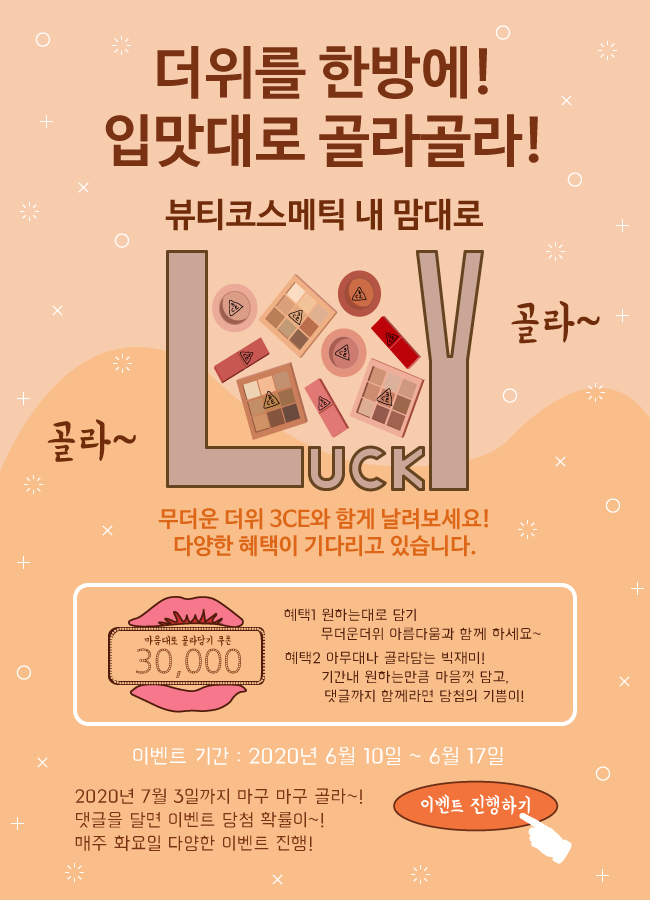 더위를 한방에!
입맛대로 골라골라!
뷰티코스메틱 내 맘대로
LUCKY
골라~
골라~
무더운 더위 3CE와 함게 날려보세요!
다양한 혜택이 기다리고 있습니다.
마음대로 골라담기 쿠폰
30,000
혜택1 원하는대로 담기
무더운더위 아름다움과 함께 하세요~
혜택2 아무대나 골라담는 빅재미!
기간내 원하는만큼 마음껏 담고,
댓글까지 함께라면 당첨의 기쁨이!
이벤트 기간 : 2020년 6월 10일 ~ 6월 17일
2020년 7월 3일까지 마구 마구 골라~!
댓글을 달면 이벤트 당첨 확률이~!
매주 화요일 다양한 이벤트 진행!
이벤트 진행하기